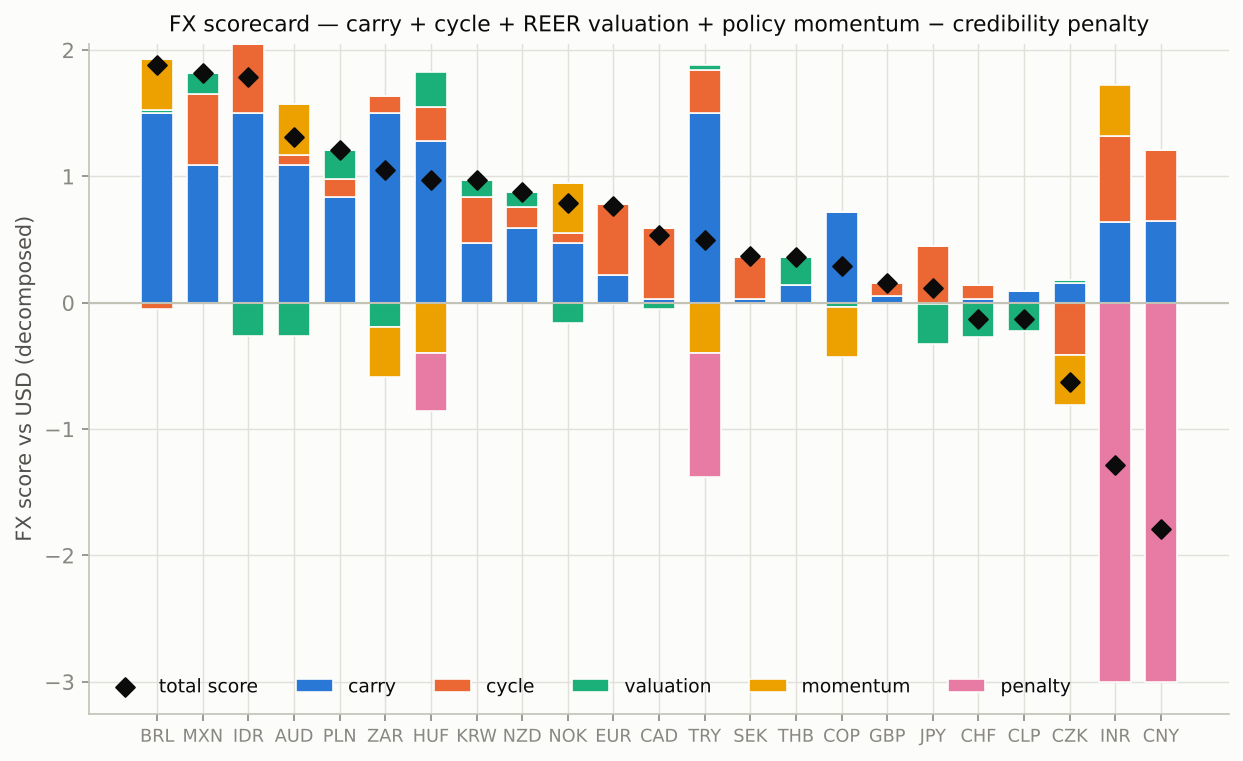 FX scorecard — carry + cycle + REER valuation + policy momentum − credibility penalty
FX score vs USD (decomposed)
2
1
0
−1
−2
−3
total score carry cycle valuation momentum penalty
BRL MXN IDR AUD PLN ZAR HUF KRW NZD NOK EUR CAD TRY SEK THB COP GBP JPY CHF CLP CZK INR CNY